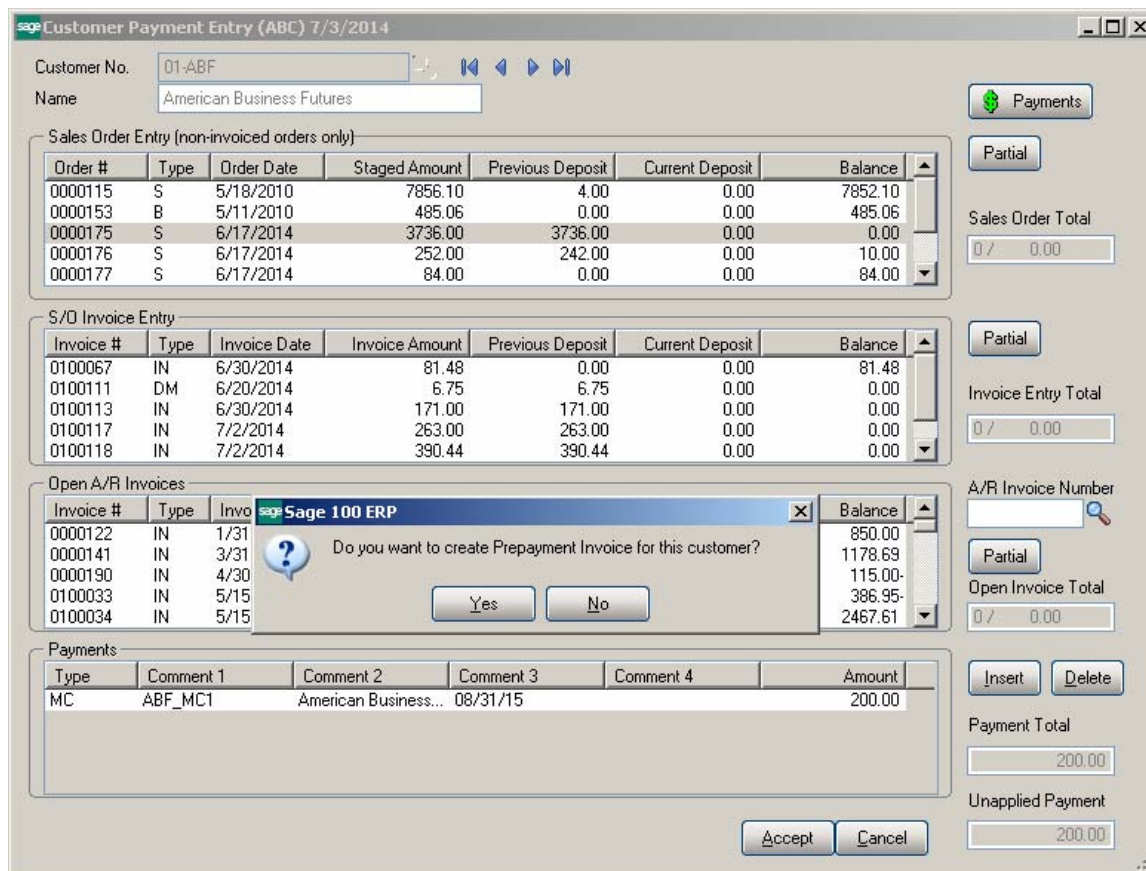 sage Customer Payment Entry (ABC) 7/3/2014
Customer No. 01-ABF
Name American Business Futures
Payments
Sales Order Entry (non-invoiced orders only)
Partial
Order # Type Order Date Staged Amount Previous Deposit Current Deposit Balance
0000115 S 5/18/2010 7856.10 4.00 0.00 7852.10
0000153 B 5/11/2010 485.06 0.00 0.00 485.06
0000175 S 6/17/2014 3736.00 3736.00 0.00 0.00
0000176 S 6/17/2014 252.00 242.00 0.00 10.00
0000177 S 6/17/2014 84.00 0.00 0.00 84.00
Sales Order Total
0 / 0.00
S/O Invoice Entry
Partial
Invoice # Type Invoice Date Invoice Amount Previous Deposit Current Deposit Balance
0100067 IN 6/30/2014 81.48 0.00 0.00 81.48
0100111 DM 6/20/2014 6.75 6.75 0.00 0.00
0100113 IN 6/30/2014 171.00 171.00 0.00 0.00
0100117 IN 7/2/2014 263.00 263.00 0.00 0.00
0100118 IN 7/2/2014 390.44 390.44 0.00 0.00
Invoice Entry Total
0 / 0.00
Open A/R Invoices
A/R Invoice Number
Invoice # Type Invo Balance
0000122 IN 1/31 850.00
0000141 IN 3/31 1178.69
0000190 IN 4/30 115.00-
0100033 IN 5/15 386.95-
0100034 IN 5/15 2467.61
sage Sage 100 ERP
Do you want to create Prepayment Invoice for this customer?
Yes No
Partial
Open Invoice Total
0 / 0.00
Payments
Type Comment 1 Comment 2 Comment 3 Comment 4 Amount
MC ABF_MC1 American Business... 08/31/15 200.00
Insert Delete
Payment Total
200.00
Unapplied Payment
200.00
Accept Cancel